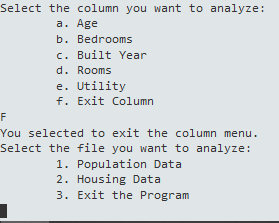 Select the column you want to analyze:
a. Age
b. Bedrooms
c. Built Year
d. Rooms
e. Utility
f. Exit Column
F
You selected to exit the column menu.
Select the file you want to analyze:
1. Population Data
2. Housing Data
3. Exit the Program